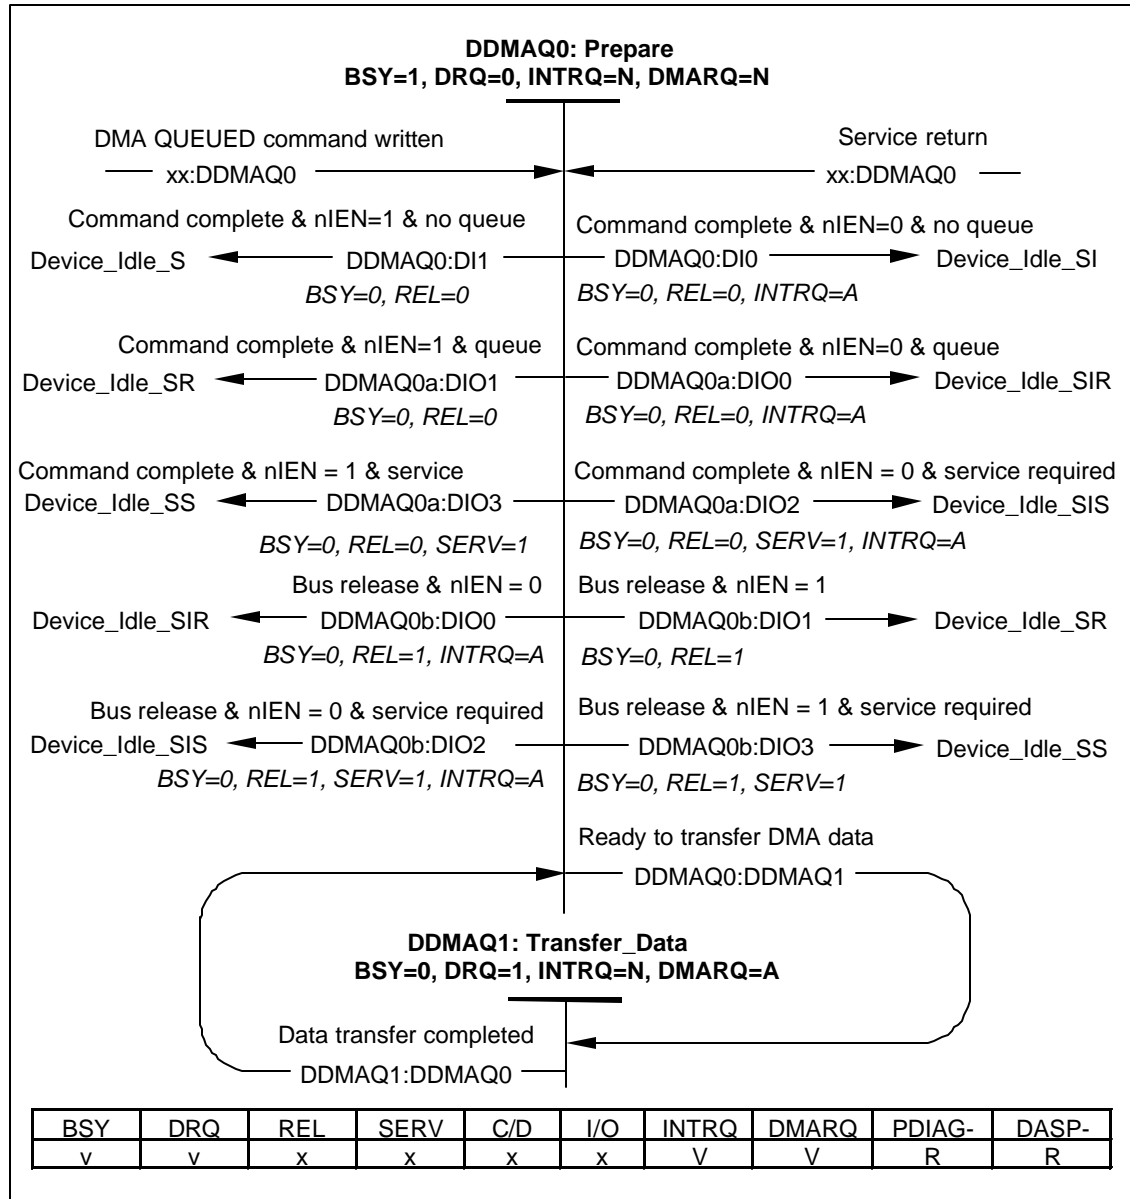 DDMAQ0: Prepare
BSY=1, DRQ=0, INTRQ=N, DMARQ=N
DMA QUEUED command written
xx:DDMAQ0
Service return
xx:DDMAQ0
Command complete & nIEN=1 & no queue
Device_Idle_S
DDMAQ0:DI1
BSY=0, REL=0
Command complete & nIEN=0 & no queue
DDMAQ0:DI0
Device_Idle_SI
BSY=0, REL=0, INTRQ=A
Command complete & nIEN=1 & queue
Device_Idle_SR
DDMAQ0a:DIO1
BSY=0, REL=0
Command complete & nIEN=0 & queue
DDMAQ0a:DIO0
Device_Idle_SIR
BSY=0, REL=0, INTRQ=A
Command complete & nIEN = 1 & service
Device_Idle_SS
DDMAQ0a:DIO3
BSY=0, REL=0, SERV=1
Command complete & nIEN = 0 & service required
DDMAQ0a:DIO2
Device_Idle_SIS
BSY=0, REL=0, SERV=1, INTRQ=A
Bus release & nIEN = 0
Device_Idle_SIR
DDMAQ0b:DIO0
BSY=0, REL=1, INTRQ=A
Bus release & nIEN = 1
DDMAQ0b:DIO1
Device_Idle_SR
BSY=0, REL=1
Bus release & nIEN = 0 & service required
Device_Idle_SIS
DDMAQ0b:DIO2
BSY=0, REL=1, SERV=1, INTRQ=A
Bus release & nIEN = 1 & service required
DDMAQ0b:DIO3
Device_Idle_SS
BSY=0, REL=1, SERV=1
Ready to transfer DMA data
DDMAQ0:DDMAQ1
DDMAQ1: Transfer_Data
BSY=0, DRQ=1, INTRQ=N, DMARQ=A
Data transfer completed
DDMAQ1:DDMAQ0
BSY DRQ REL SERV C/D I/O INTRQ DMARQ PDIAG- DASP-
v v x x x x V V R R